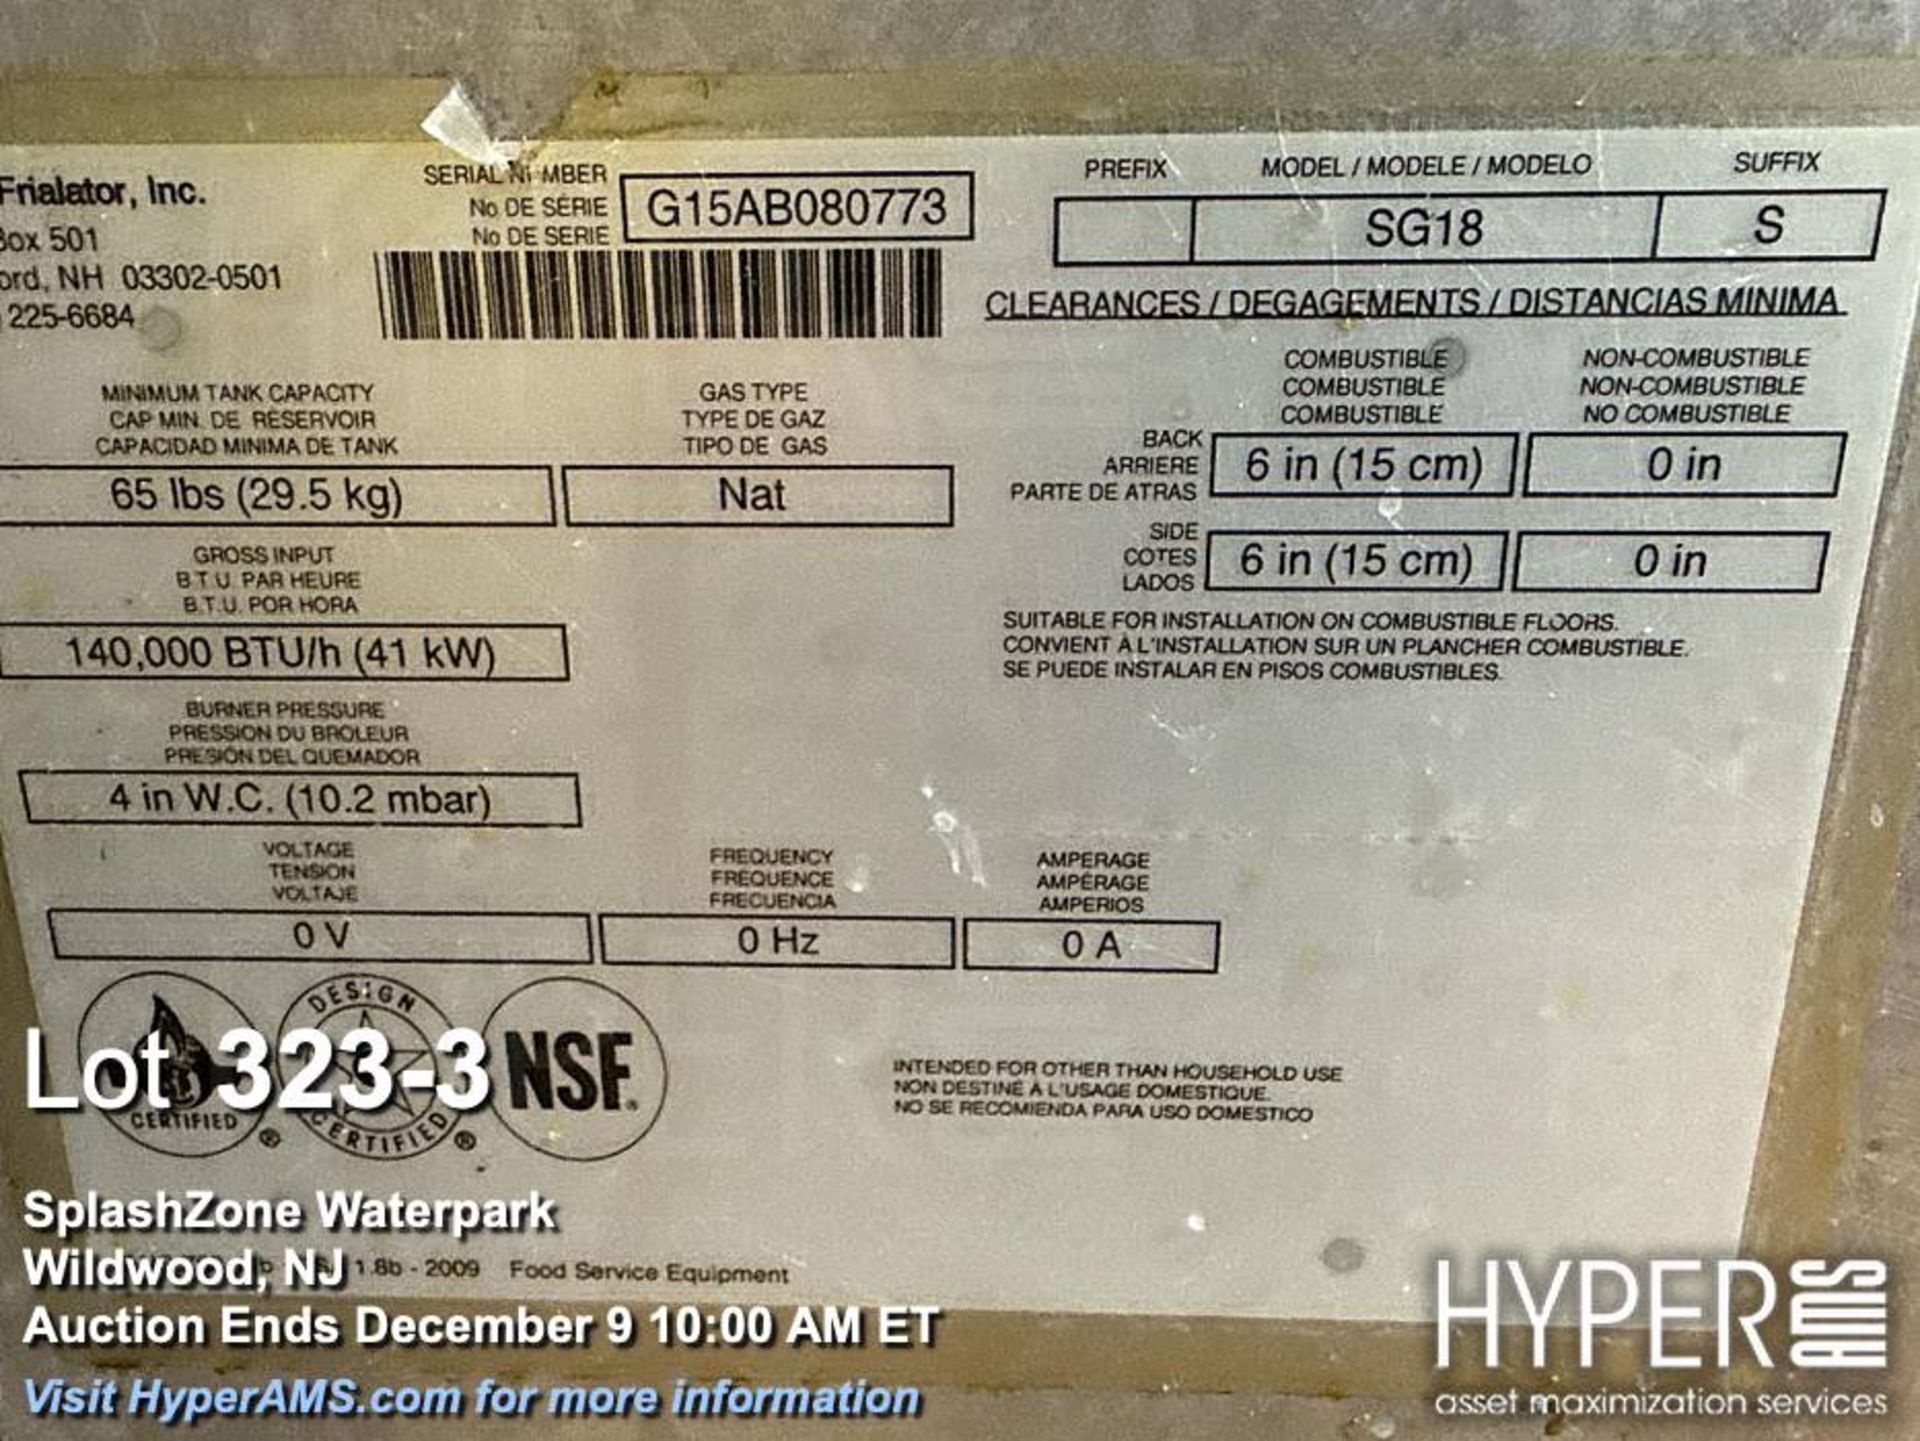 Frialator, Inc.
Box 501
ord, NH 03302-0501
225-6684
SERIAL NUMBER
No DE SERIE
No DE SERIE
G15AB080773
PREFIX
MODEL / MODELE / MODELO
SUFFIX
SG18
S
CLEARANCES / DEGAGEMENTS / DISTANCIAS MINIMA
COMBUSTIBLE
COMBUSTIBLE
COMBUSTIBLE
NON-COMBUSTIBLE
NON-COMBUSTIBLE
NO COMBUSTIBLE
BACK
ARRIERE
PARTE DE ATRAS
6 in (15 cm)
0 in
SIDE
COTES
LADOS
6 in (15 cm)
0 in
SUITABLE FOR INSTALLATION ON COMBUSTIBLE FLOORS.
CONVIENT À L'INSTALLATION SUR UN PLANCHER COMBUSTIBLE.
SE PUEDE INSTALAR EN PISOS COMBUSTIBLES.
MINIMUM TANK CAPACITY
CAP MIN. DE RESERVOIR
CAPACIDAD MINIMA DE TANK
65 lbs (29.5 kg)
GAS TYPE
TYPE DE GAZ
TIPO DE GAS
Nat
GROSS INPUT
B.T.U. PAR HEURE
B.T.U. POR HORA
140,000 BTU/h (41 kW)
BURNER PRESSURE
PRESSION DU BROLEUR
PRESIÓN DEL QUEMADOR
4 in W.C. (10.2 mbar)
VOLTAGE
TENSION
VOLTAJE
0 V
FREQUENCY
FREQUENCE
FRECUENCIA
0 Hz
AMPERAGE
AMPÉRAGE
AMPERIOS
0 A
CERTIFIED ®
DESIGN CERTIFIED ®
NSF®
INTENDED FOR OTHER THAN HOUSEHOLD USE
NON DESTINÉ À L'USAGE DOMESTIQUE.
NO SE RECOMIENDA PARA USO DOMESTICO
1.8b - 2009 Food Service Equipment
Lot 323-3
SplashZone Waterpark
Wildwood, NJ
Auction Ends December 9 10:00 AM ET
Visit HyperAMS.com for more information
HYPER AMS
asset maximization services